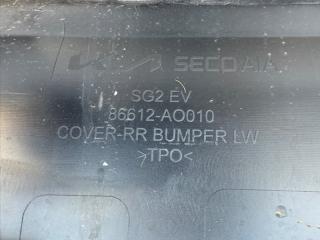 SECO AIA
SG2 EV
86612-AO010
COVER-RR BUMPER LW
>TPO<